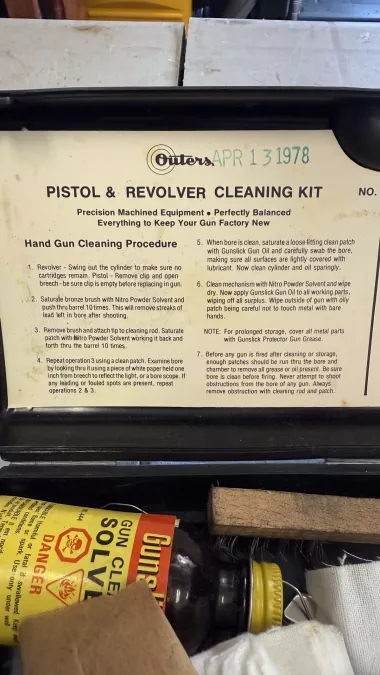 Outers. APR 13 1978
PISTOL & REVOLVER CLEANING KIT NO.
Precision Machined Equipment • Perfectly Balanced
Everything to Keep Your Gun Factory New
Hand Gun Cleaning Procedure
1. Revolver - Swing out the cylinder to make sure no
cartridges remain. Pistol - Remove clip and open
breech - be sure clip is empty before replacing in gun.
2. Saturate bronze brush with Nitro Powder Solvent and
push thru barrel 10 times. This will remove streaks of
lead left in bore after shooting.
3. Remove brush and attach tip to cleaning rod. Saturate
patch with Nitro Powder Solvent working it back and
forth thru the barrel 10 times.
4. Repeat operation 3 using a clean patch. Examine bore
by looking thru it using a piece of white paper held one
inch from breech to reflect the light, or a bore scope. If
any leading or fouled spots are present, repeat
operations 2 & 3.
5. When bore is clean, saturate a loose fitting clean patch
with Gunslick Gun Oil and carefully swab the bore,
making sure all surfaces are lightly covered with
lubricant. Now clean cylinder and oil sparingly.
6. Clean mechanism with Nitro Powder Solvent and wipe
dry. Now apply Gunslick Gun Oil to all working parts,
wiping off all surplus. Wipe outside of gun with oily
patch being careful not to touch metal with bare
hands.
NOTE: For prolonged storage, cover all metal parts
with Gunslick Protector Gun Grease.
7. Before any gun is fired after cleaning or storage,
enough patches should be run thru the bore and
chamber to remove all grease or oil present. Be sure
bore is clean before firing. Never attempt to shoot
obstructions from the bore of any gun. Always
remove obstruction with cleaning rod and patch.
GUN CLE
SOLV
DANGER